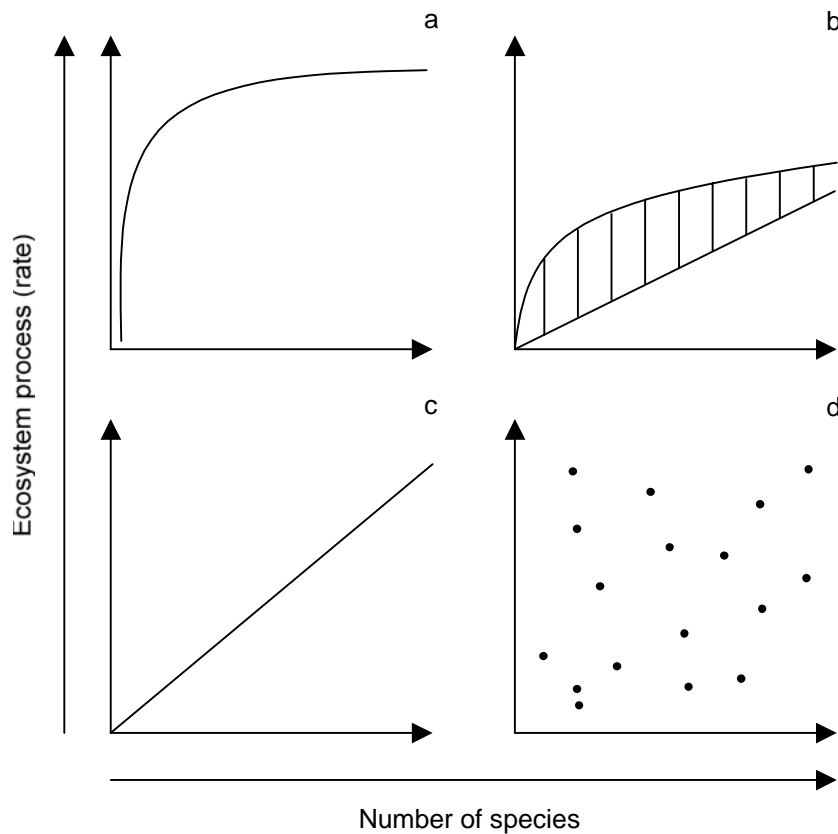 a
b
Ecosystem process (rate)
c
d
Number of species